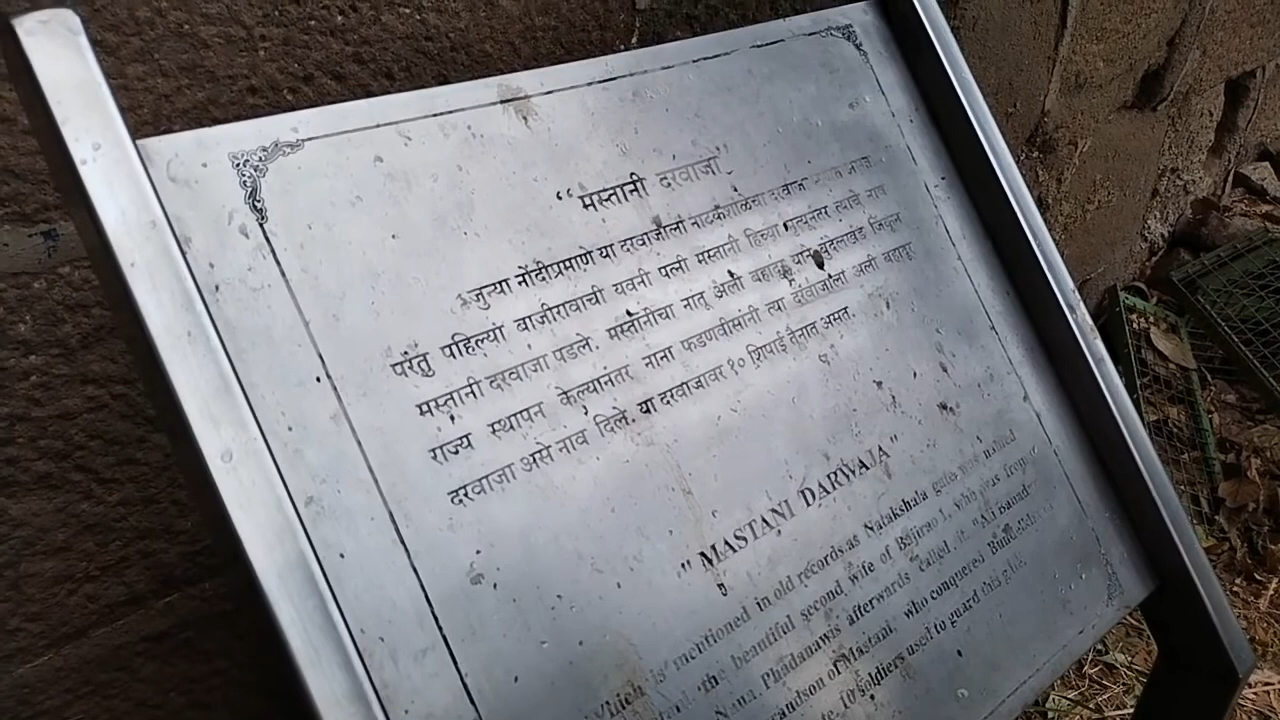 “मस्तानी दरवाजा”
जुन्या नोंदीप्रमाणे या दरवाजाला नाटकशाळेचा दरवाजा
परंतु पहिल्या बाजीरावाची यवनी पत्नी मस्तानी हिच्या मृत्यूनंतर त्याचे नाव
मस्तानी दरवाजा पडले. मस्तानीचा नातू अली बहादूर याने बुंदेलखंड जिंकून
राज्य स्थापन केल्यानंतर नाना फडणवीसांनी त्या दरवाजाला अली बहादूर
दरवाजा असे नाव दिले. या दरवाजावर १० शिपाई तैनात असत.
" MASTANI DARWAJA "
Which is mentioned in old records as Natakshala gate was named
the beautiful second wife of Bajirao I, who was from
Nana Phadanawis afterwards called it "Ali Bahadur
grandson of Mastani, who conquered Bundelkhand
10 soldiers used to guard this gate.